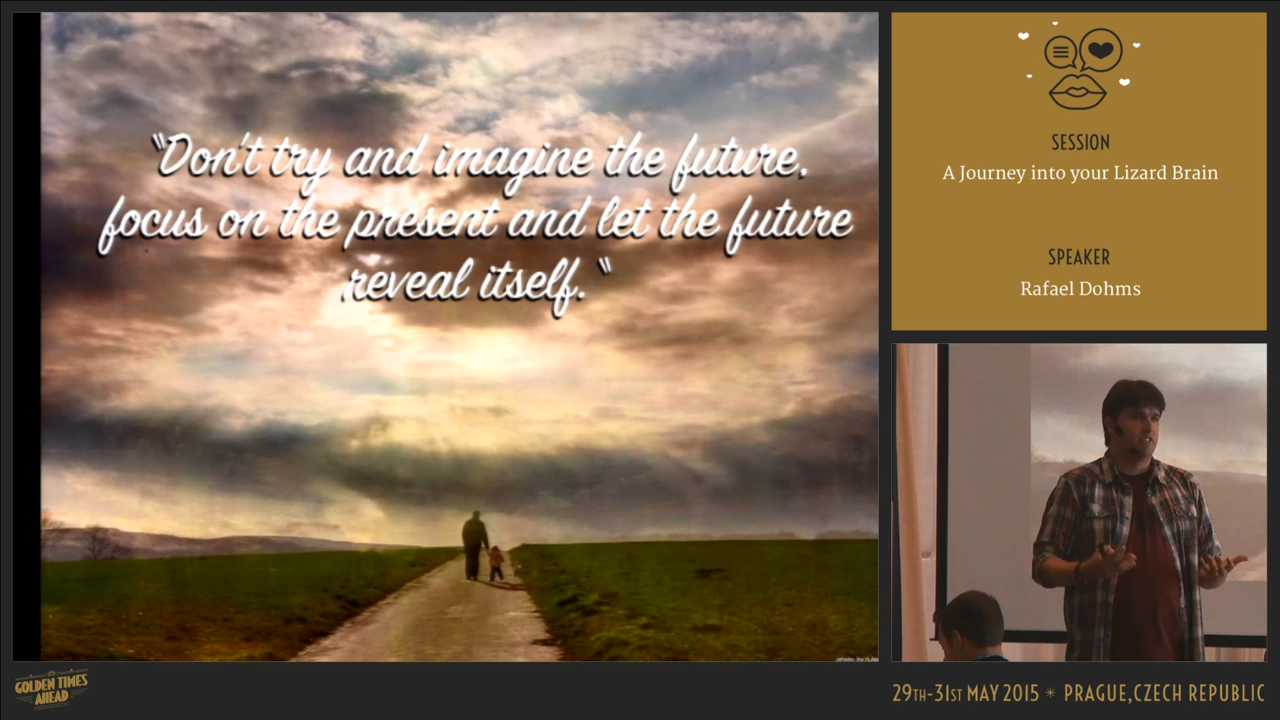 "Don't try and imagine the future,
focus on the present and let the future
reveal itself."
SESSION
A Journey into your Lizard Brain
SPEAKER
Rafael Dohms
GOLDEN TIMES
AHEAD
29TH-31ST MAY 2015 * PRAGUE,CZECH REPUBLIC